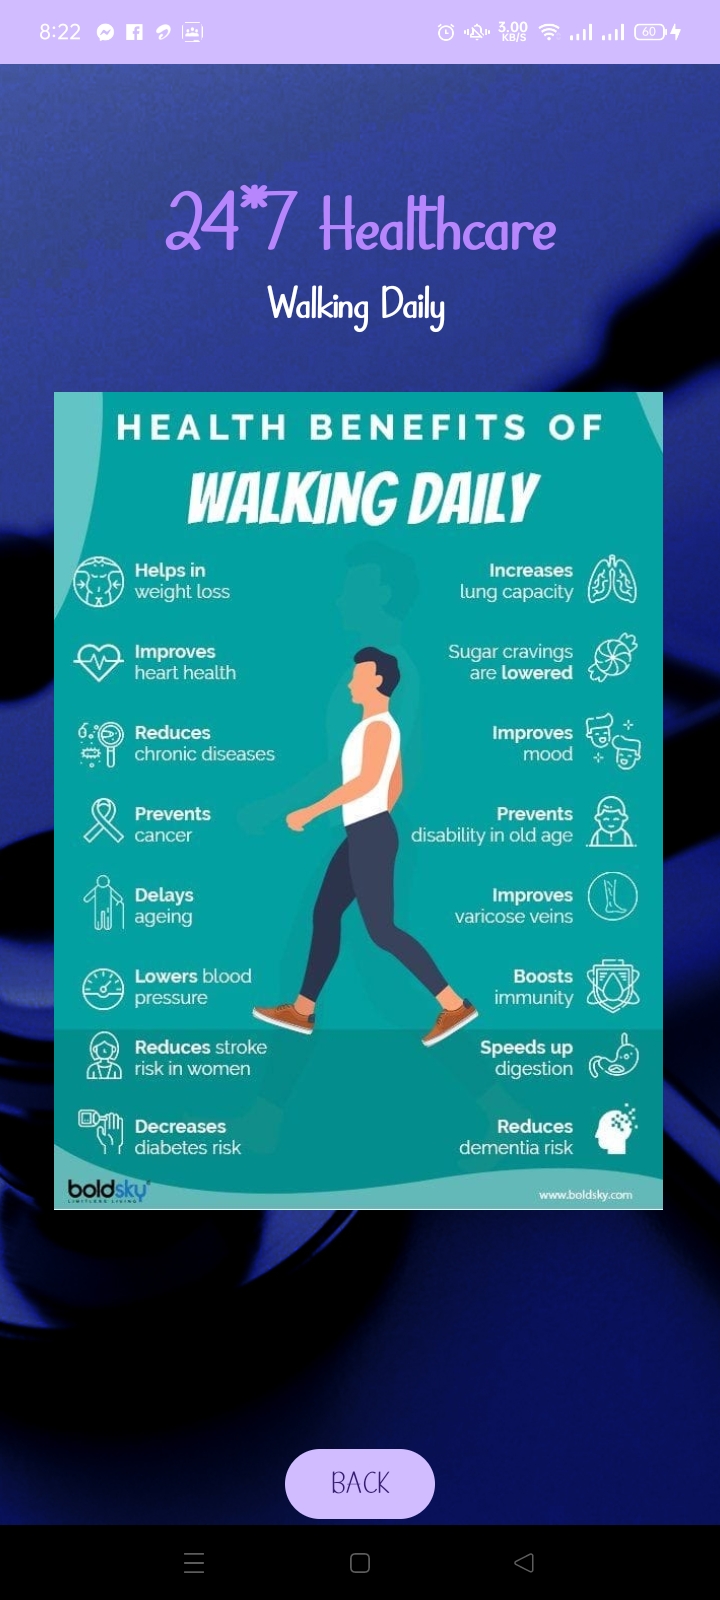 8:22 3.00 KB/S 60
24*7 Healthcare
Walking Daily
HEALTH BENEFITS OF
WALKING DAILY
Helps in
weight loss
Improves
heart health
Reduces
chronic diseases
Prevents
cancer
Delays
ageing
Lowers blood
pressure
Reduces stroke
risk in women
Decreases
diabetes risk
Increases
lung capacity
Sugar cravings
are lowered
Improves
mood
Prevents
disability in old age
Improves
varicose veins
Boosts
immunity
Speeds up
digestion
Reduces
dementia risk
boldsky
LIMITLESS LIVING
www.boldsky.com
BACK